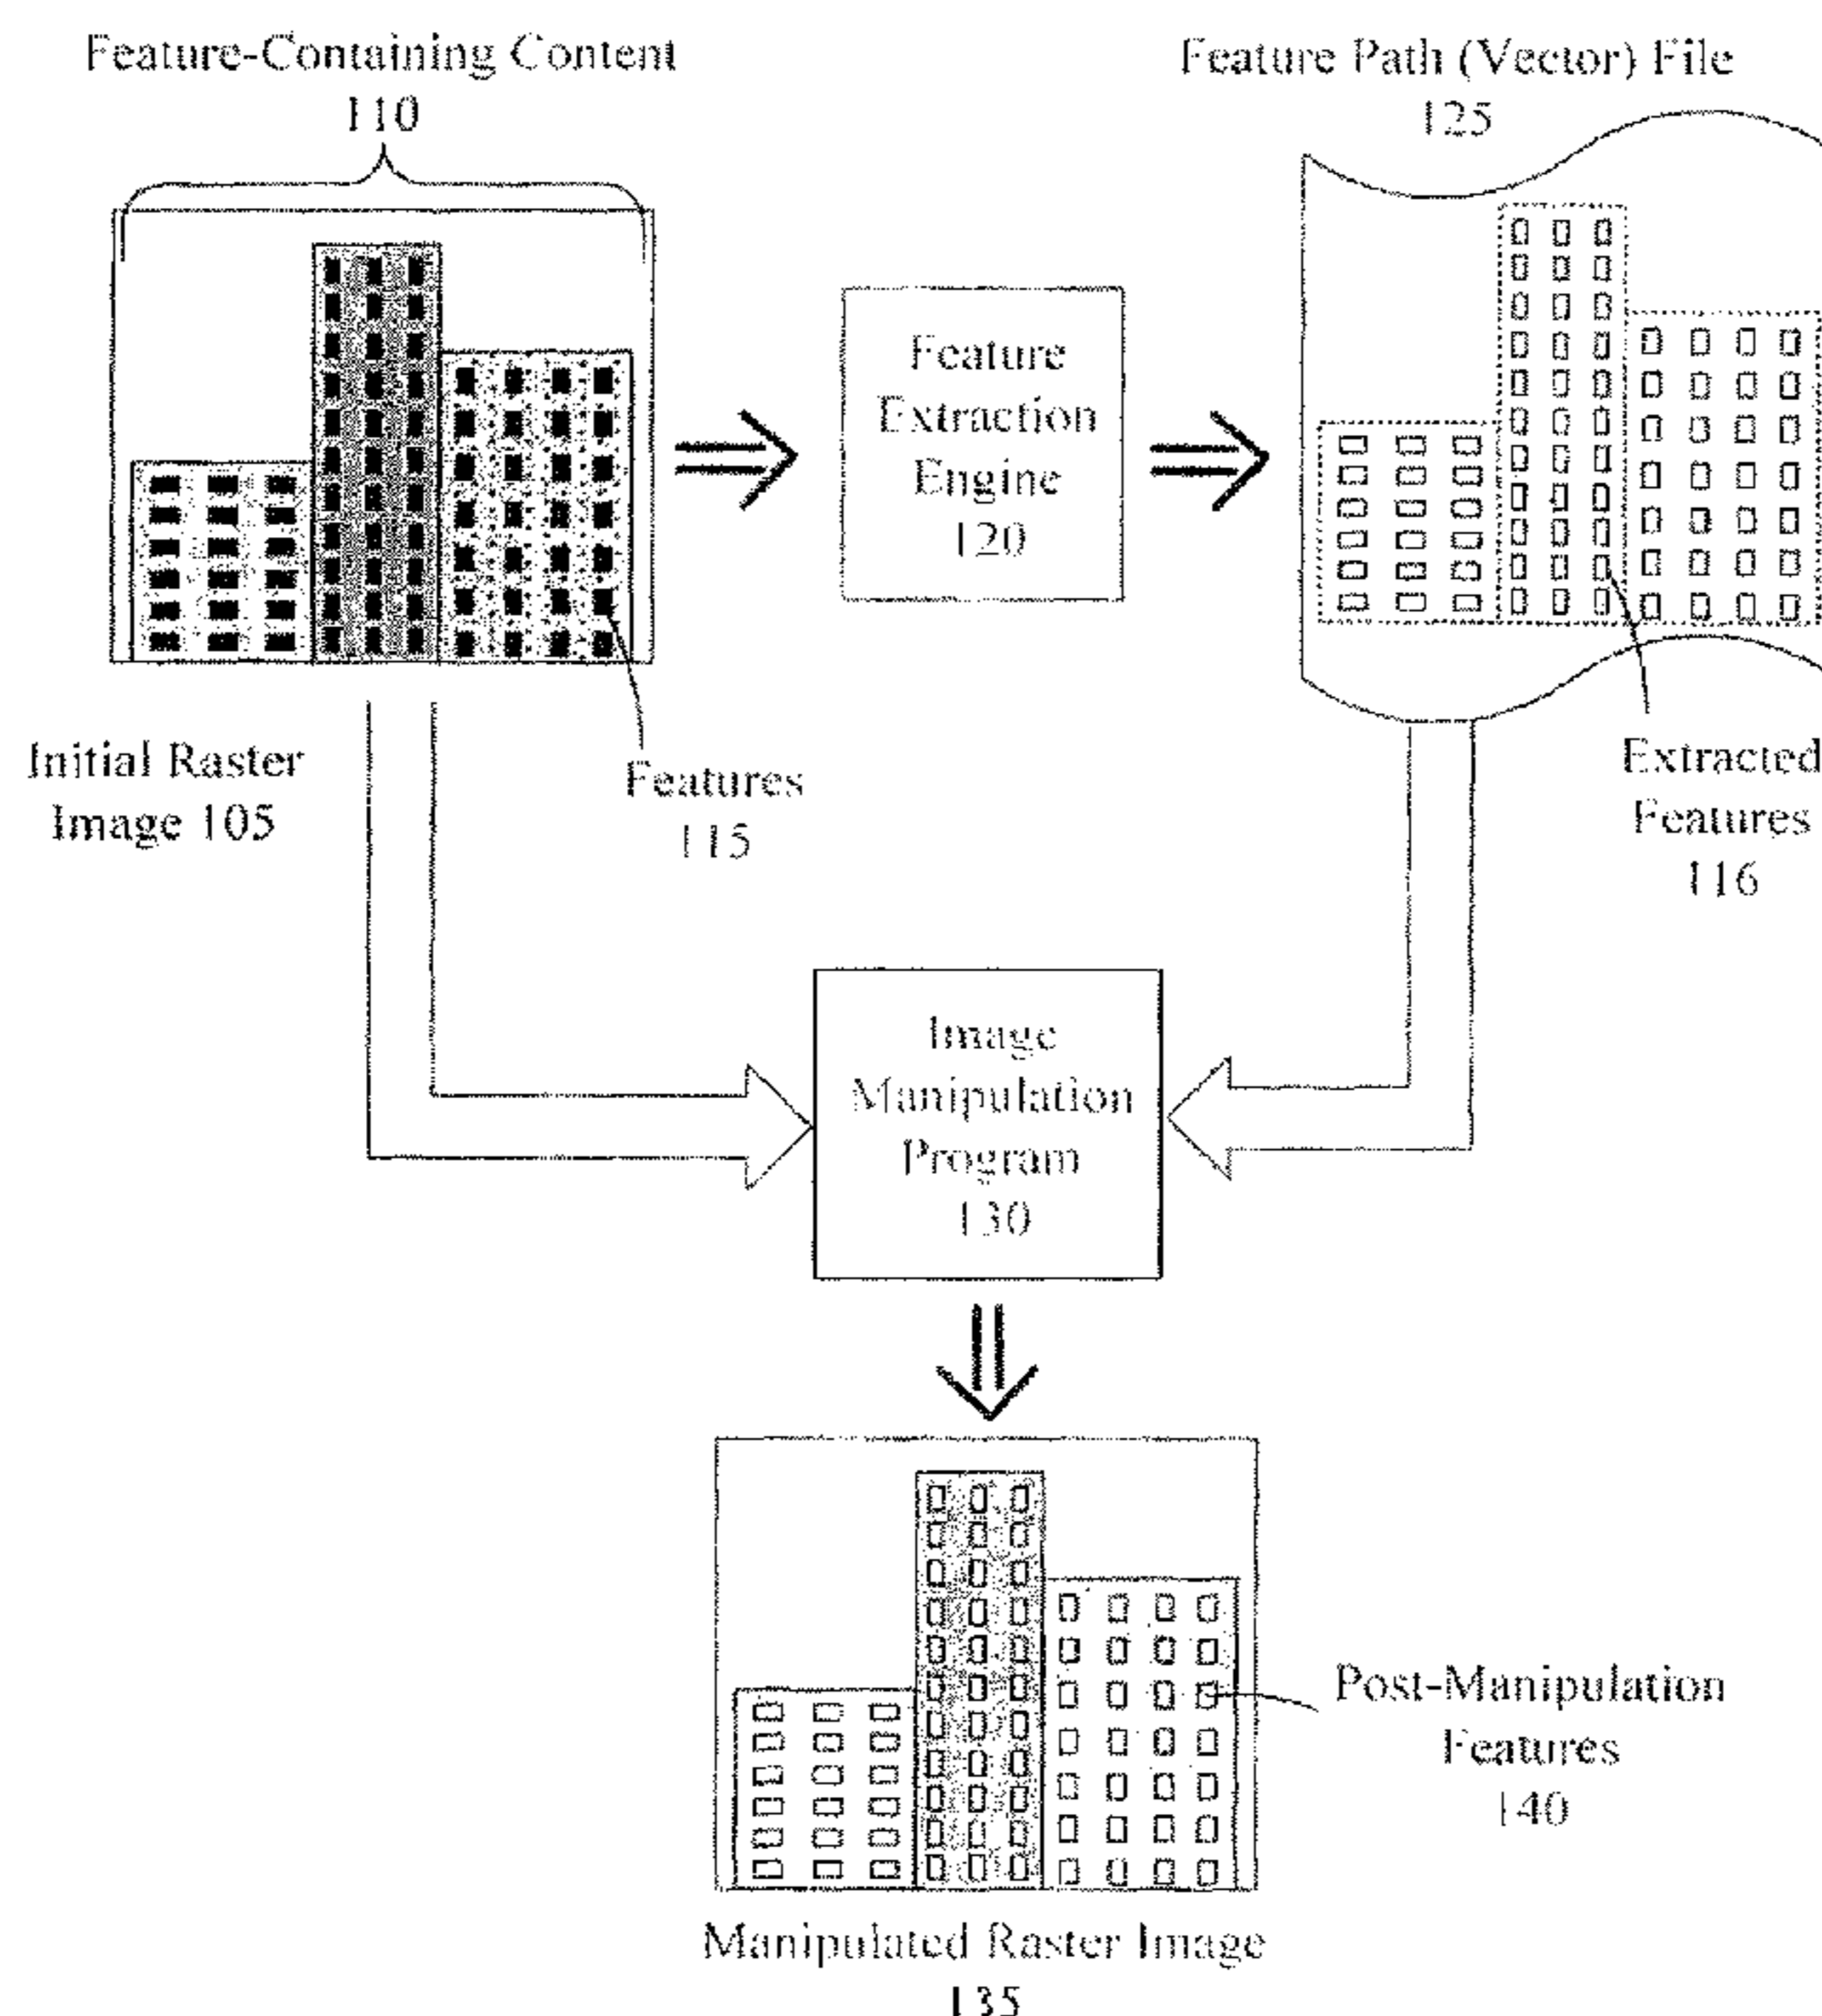 Feature-Containing Content
110
Feature Path (Vector) File
125
Feature
Extraction
Engine
120
Initial Raster
Image 105
Features
115
Extracted
Features
116
Image
Manipulation
Program
130
Post-Manipulation
Features
140
Manipulated Raster Image
135